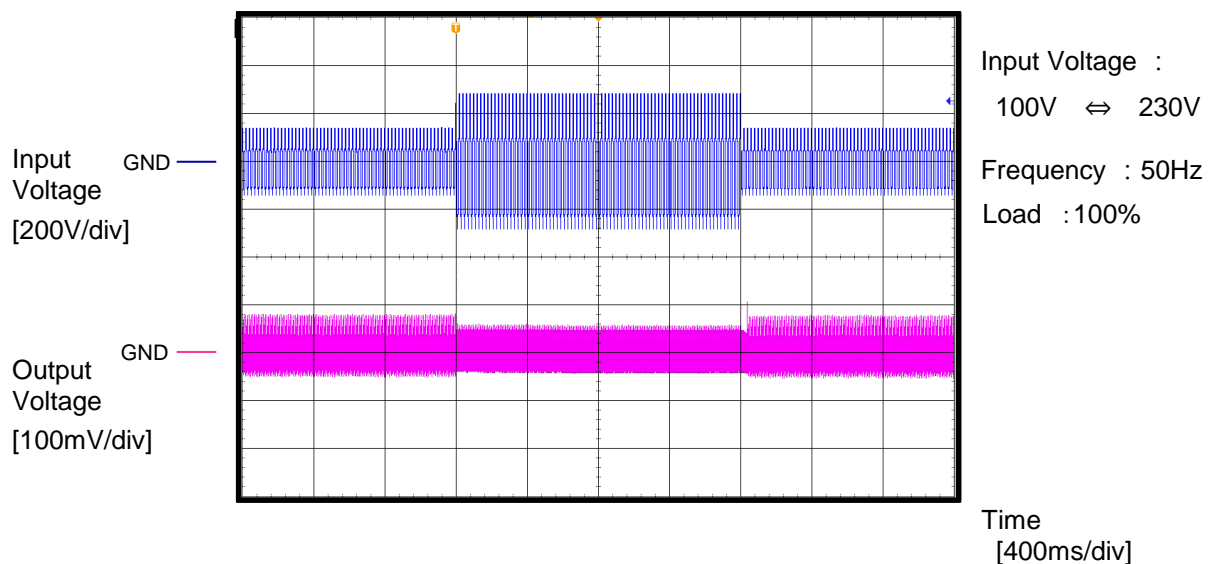 T
Input Voltage :
100V ⇔ 230V
Input
Voltage
[200V/div]
GND
Frequency : 50Hz
Load : 100%
GND
Output
Voltage
[100mV/div]
Time
[400ms/div]